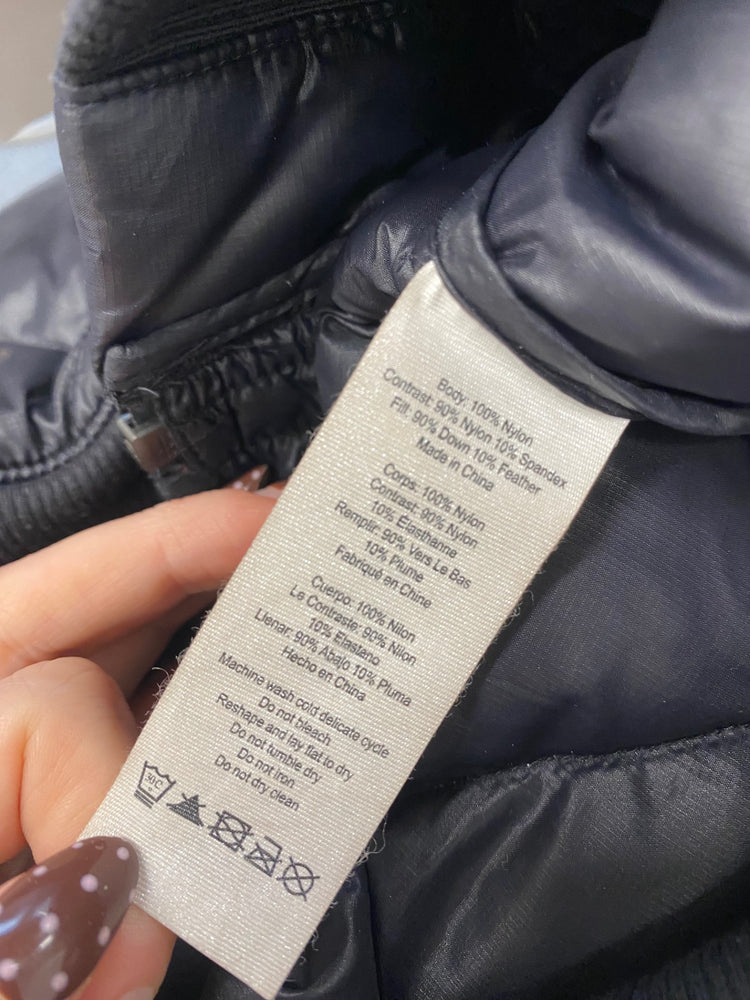 Body: 100% Nylon
Contrast: 90% Nylon 10% Spandex
Fill: 90% Down 10% Feather
Made in China
Corps: 100% Nylon
Contrast: 90% Nylon
10% Elasthanne
Remplir: 90% Vers Le Bas
10% Plume
Fabriqué en Chine
Cuerpo: 100% Nilon
La Contraste: 90% Nilon
10% Elastano
Llenar: 90% Abajo 10% Pluma
Hecho en China
Machina wash cold delicate cycle
Do not bleach
Reshape and lay flat to dry
Do not tumble dry
Do not iron
Do not dry clean
30°C